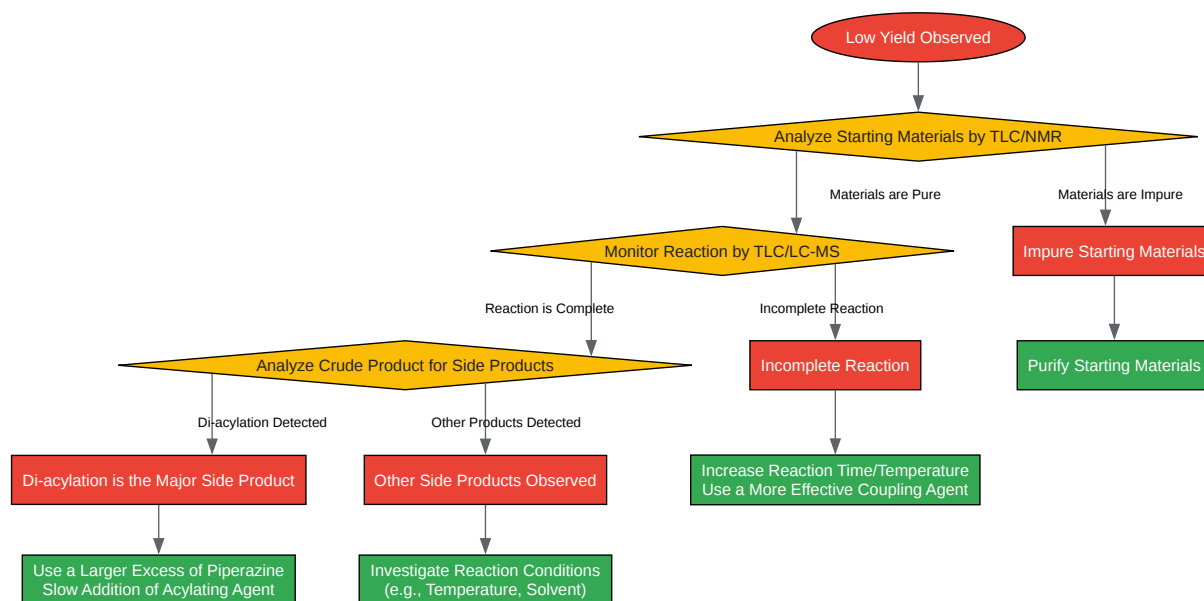 Low Yield Observed
Analyze Starting Materials by TLC/NMR
Materials are Pure
Materials are Impure
Monitor Reaction by TLC/LC-MS
Impure Starting Materials
Reaction is Complete
Incomplete Reaction
Analyze Crude Product for Side Products
Incomplete Reaction
Purify Starting Materials
Di-acylation Detected
Other Products Detected
Di-acylation is the Major Side Product
Other Side Products Observed
Increase Reaction Time/Temperature
Use a More Effective Coupling Agent
Use a Larger Excess of Piperazine
Slow Addition of Acylating Agent
Investigate Reaction Conditions
(e.g., Temperature, Solvent)